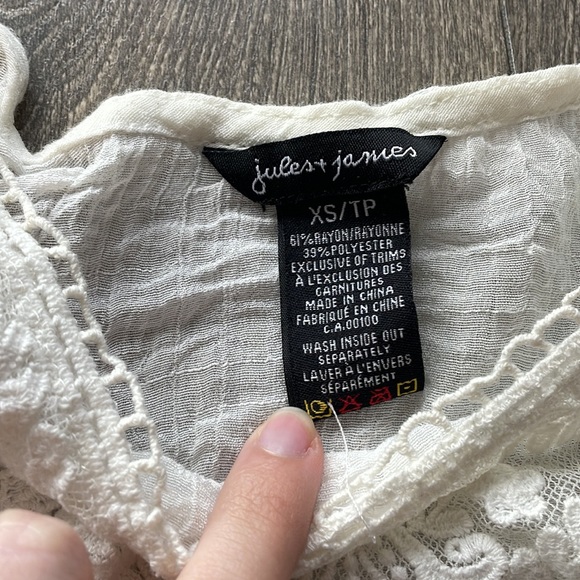 jules + james
XS/TP
61%RAYON/RAYONNE
39%POLYESTER
EXCLUSIVE OF TRIMS
À L'EXCLUSION DES
GARNITURES
MADE IN CHINA
FABRIQUÉ EN CHINE
C.A.00100
WASH INSIDE OUT
SEPARATELY
LAVER À L'ENVERS
SÉPARÉMENT